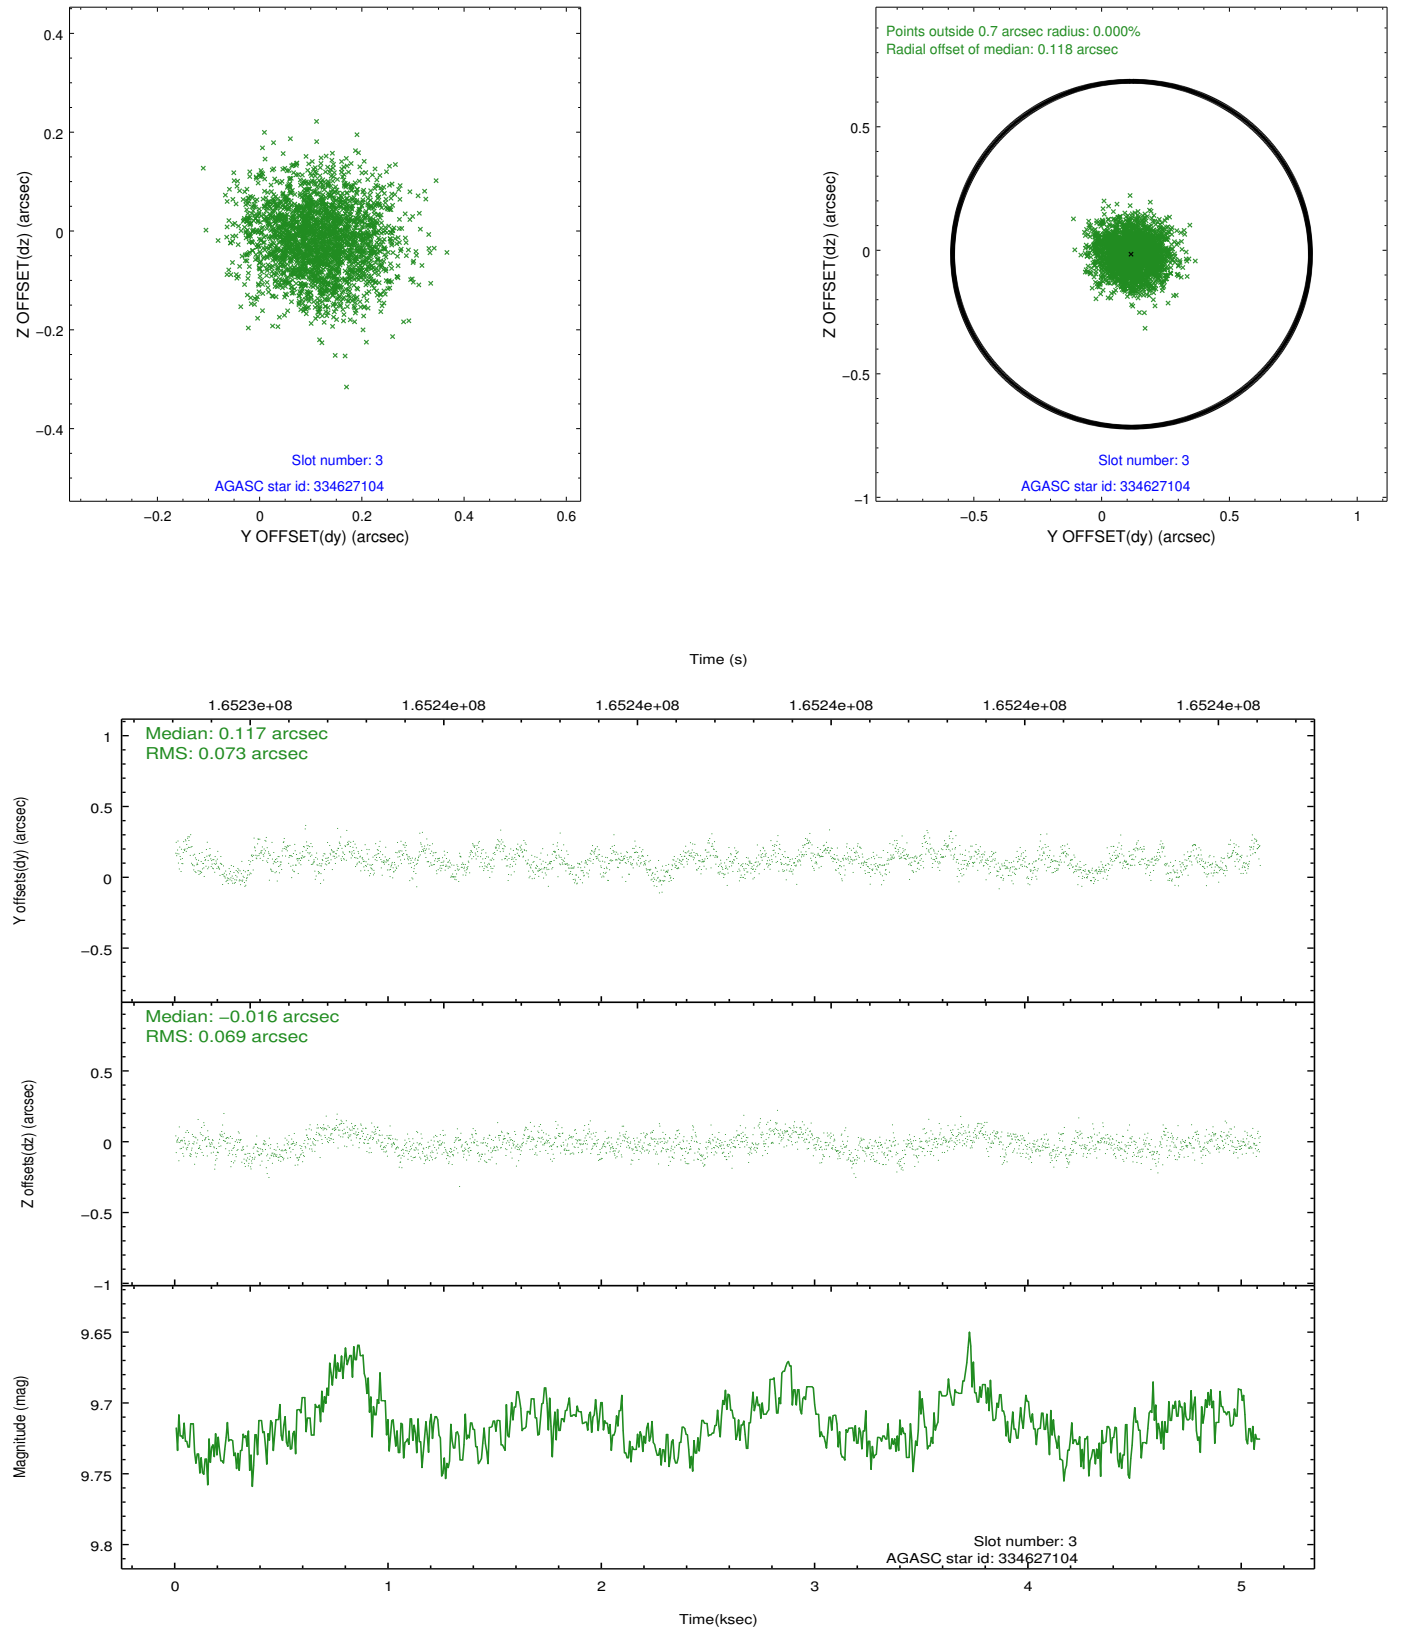 0.4
0.2
0
−0.2
−0.4
Z OFFSET(dz) (arcsec)
Slot number: 3
AGASC star id: 334627104
−0.2 0 0.2 0.4 0.6
Y OFFSET(dy) (arcsec)
Points outside 0.7 arcsec radius: 0.000%
Radial offset of median: 0.118 arcsec
0.5
0
−0.5
−1
Z OFFSET(dz) (arcsec)
Slot number: 3
AGASC star id: 334627104
−0.5 0 0.5 1
Y OFFSET(dy) (arcsec)
Time (s)
1.6523e+08 1.6524e+08 1.6524e+08 1.6524e+08 1.6524e+08 1.6524e+08
Median: 0.117 arcsec
RMS: 0.073 arcsec
1
0.5
0
−0.5
Y offsets(dy) (arcsec)
Median: −0.016 arcsec
RMS: 0.069 arcsec
0.5
0
−0.5
−1
Z offsets(dz) (arcsec)
9.65
9.7
9.75
9.8
Magnitude (mag)
Slot number: 3
AGASC star id: 334627104
0 1 2 3 4 5
Time(ksec)